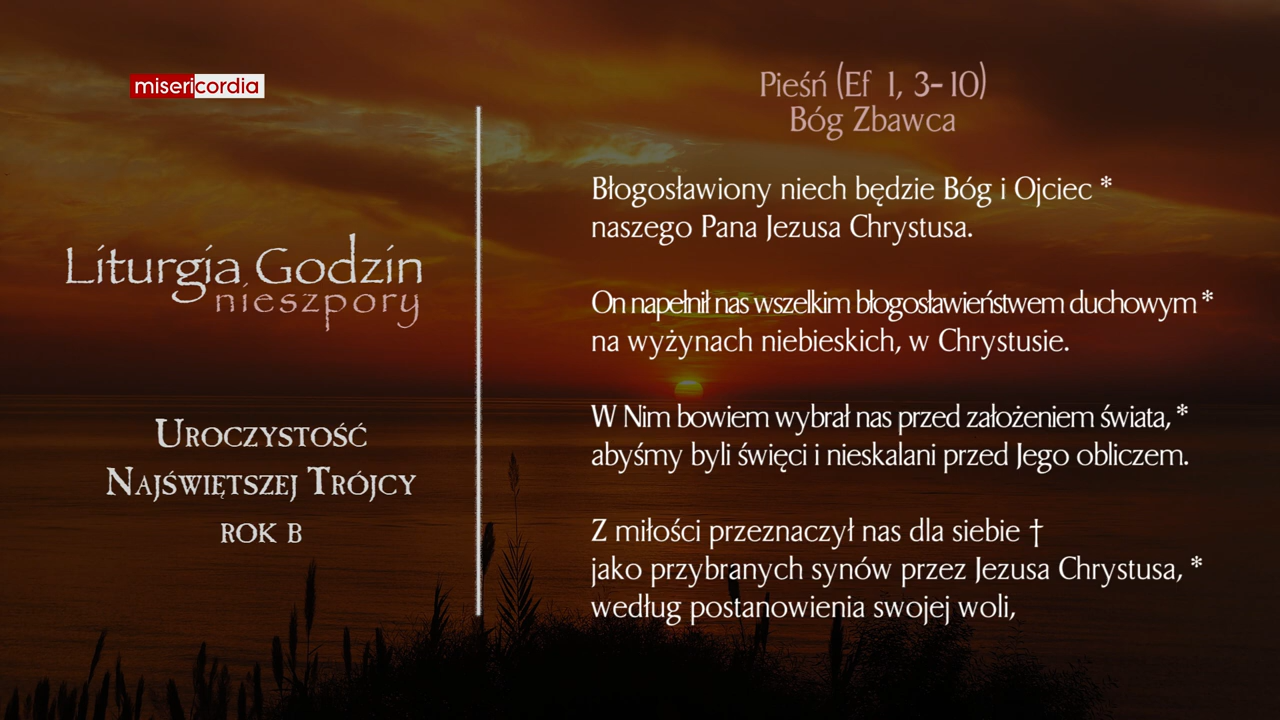 misericordia
Liturgia Godzin
nieszpory
Uroczystość
Najświętszej Trójcy
rok B
Pieśń (Ef 1, 3-10)
Bóg Zbawca
Błogosławiony niech będzie Bóg i Ojciec *
naszego Pana Jezusa Chrystusa.
On napełnił nas wszelkim błogosławieństwem duchowym *
na wyżynach niebieskich, w Chrystusie.
W Nim bowiem wybrał nas przed założeniem świata, *
abyśmy byli święci i nieskalani przed Jego obliczem.
Z miłości przeznaczył nas dla siebie †
jako przybranych synów przez Jezusa Chrystusa, *
według postanowienia swojej woli,